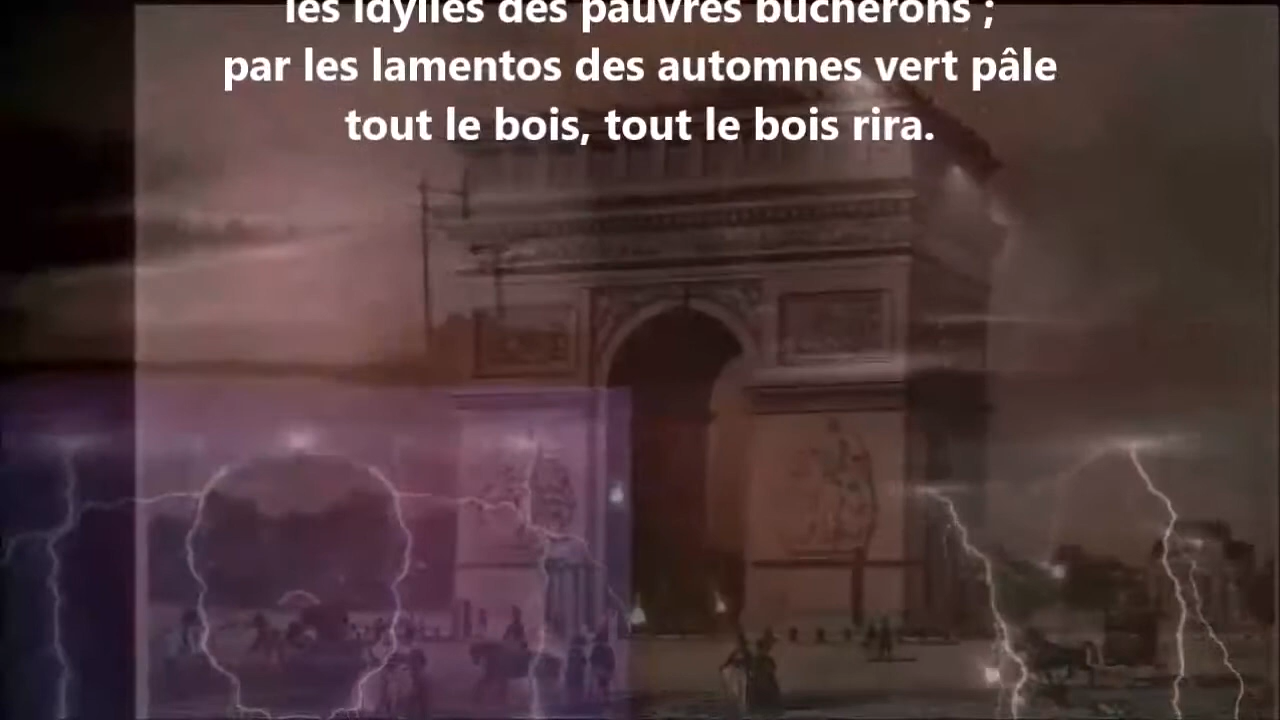 les idylles des pauvres bûcherons ;
par les lamentos des automnes vert pâle
tout le bois, tout le bois rira.